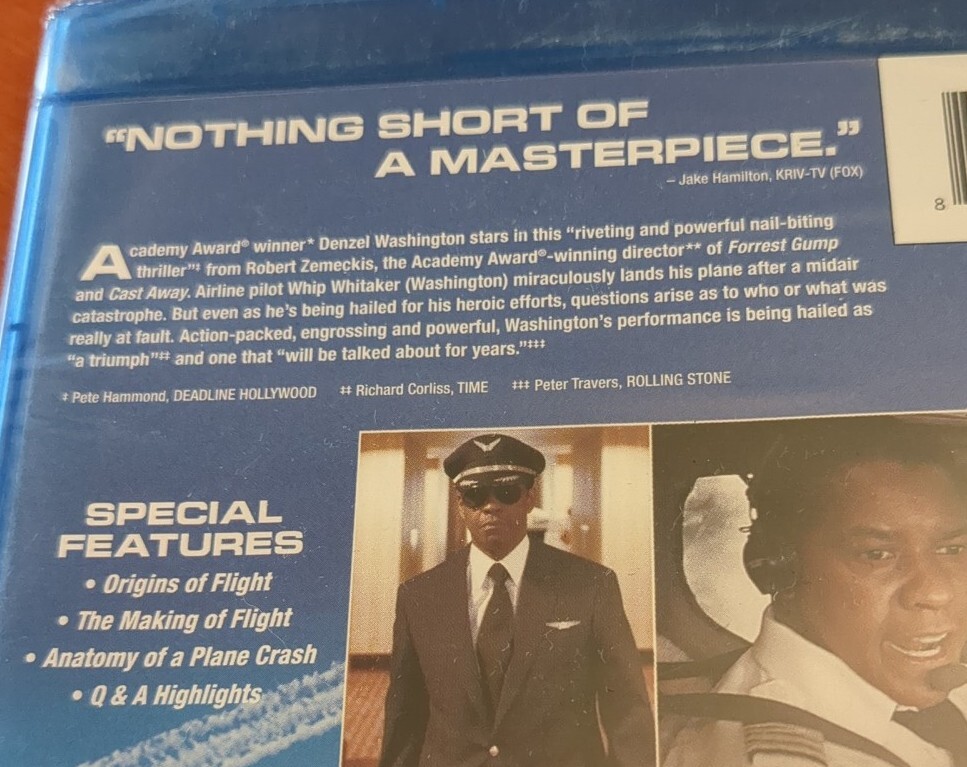 “NOTHING SHORT OF
A MASTERPIECE.”
– Jake Hamilton, KRIV-TV (FOX)
8
Academy Award® winner* Denzel Washington stars in this “riveting and powerful nail-biting
thriller”‡ from Robert Zemeckis, the Academy Award®-winning director** of Forrest Gump
and Cast Away. Airline pilot Whip Whitaker (Washington) miraculously lands his plane after a midair
catastrophe. But even as he’s being hailed for his heroic efforts, questions arise as to who or what was
really at fault. Action-packed, engrossing and powerful, Washington’s performance is being hailed as
“a triumph”‡‡ and one that “will be talked about for years.”‡‡‡
‡ Pete Hammond, DEADLINE HOLLYWOOD ‡‡ Richard Corliss, TIME ‡‡‡ Peter Travers, ROLLING STONE
SPECIAL
FEATURES
• Origins of Flight
• The Making of Flight
• Anatomy of a Plane Crash
• Q & A Highlights